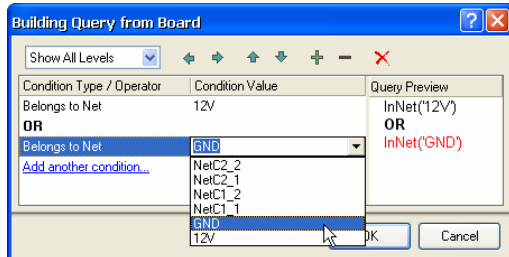 Building Query from Board
Show All Levels
Condition Type / Operator Condition Value Query Preview
Belongs to Net 12V InNet('12V')
OR OR
Belongs to Net GND InNet('GND')
Add another condition...
NetC2_2
NetC2_1
NetC1_2
NetC1_1
GND
12V
Cancel